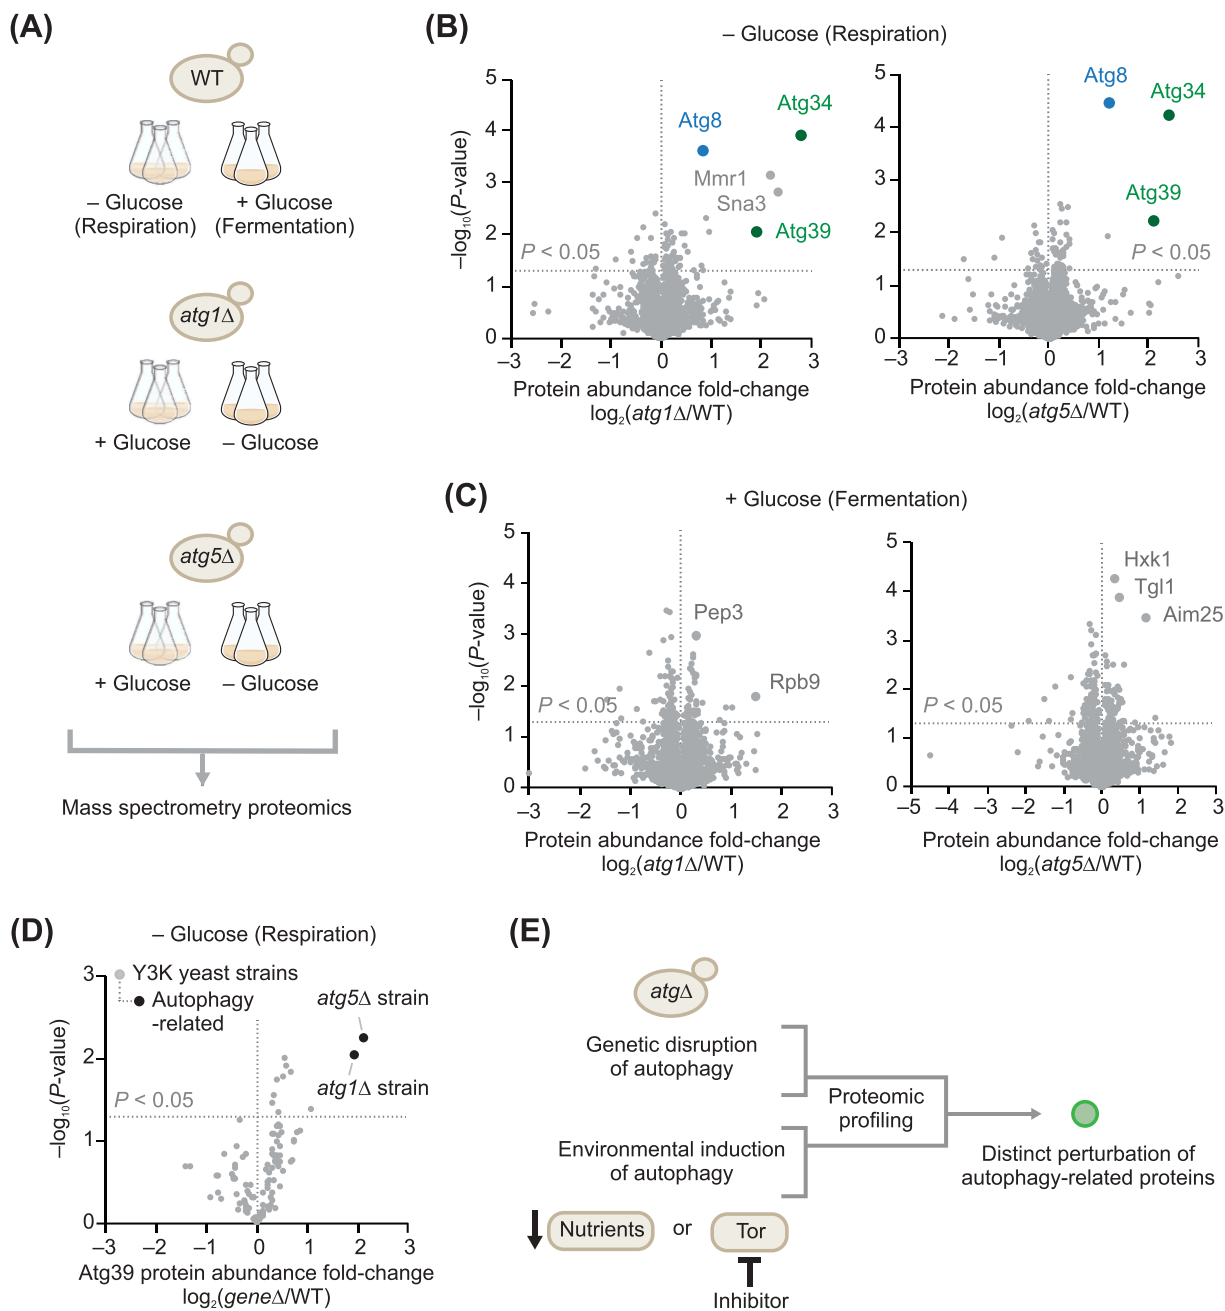 (A)
WT
– Glucose
(Respiration)
+ Glucose
(Fermentation)
atg1Δ
+ Glucose
– Glucose
atg5Δ
+ Glucose
– Glucose
Mass spectrometry proteomics
(B)
– Glucose (Respiration)
5
4
3
2
1
0
–log₁₀(P-value)
Atg8
Atg34
Mmr1
Sna3
Atg39
P < 0.05
–3
–2
–1
0
1
2
3
Protein abundance fold-change
log₂(atg1Δ/WT)
5
4
3
2
1
0
Atg8
Atg34
Atg39
P < 0.05
–3
–2
–1
0
1
2
3
Protein abundance fold-change
log₂(atg5Δ/WT)
(C)
+ Glucose (Fermentation)
5
4
3
2
1
0
–log₁₀(P-value)
Pep3
Rpb9
P < 0.05
–3
–2
–1
0
1
2
3
Protein abundance fold-change
log₂(atg1Δ/WT)
5
4
3
2
1
0
Hxk1
Tgl1
Aim25
P < 0.05
–5
–4
–3
–2
–1
0
1
2
3
Protein abundance fold-change
log₂(atg5Δ/WT)
(D)
– Glucose (Respiration)
3
2
1
0
–log₁₀(P-value)
Y3K yeast strains
Autophagy
-related
atg5Δ strain
atg1Δ strain
P < 0.05
–3
–2
–1
0
1
2
3
Atg39 protein abundance fold-change
log₂(geneΔ/WT)
(E)
atgΔ
Genetic disruption
of autophagy
Proteomic
profiling
Environmental induction
of autophagy
Distinct perturbation of
autophagy-related proteins
Nutrients
or
Tor
Inhibitor